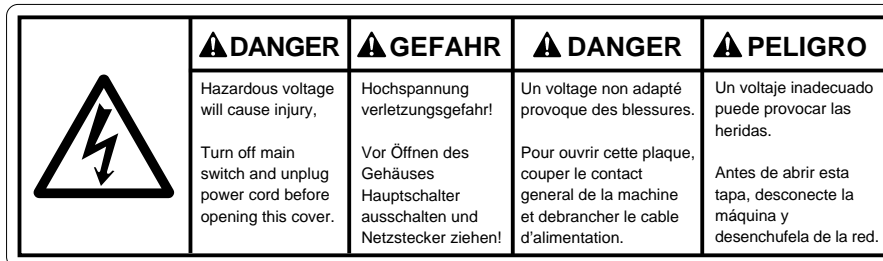 DANGER
Hazardous voltage
will cause injury,
Turn off main
switch and unplug
power cord before
opening this cover.
GEFAHR
Hochspannung
verletzungsgefahr!
Vor Öffnen des
Gehäuses
Hauptschalter
ausschalten und
Netzstecker ziehen!
DANGER
Un voltage non adapté
provoque des blessures.
Pour ouvrir cette plaque,
couper le contact
general de la machine
et debrancher le cable
d'alimentation.
PELIGRO
Un voltaje inadecuado
puede provocar las
heridas.
Antes de abrir esta
tapa, desconecte la
máquina y
desenchufela de la red.